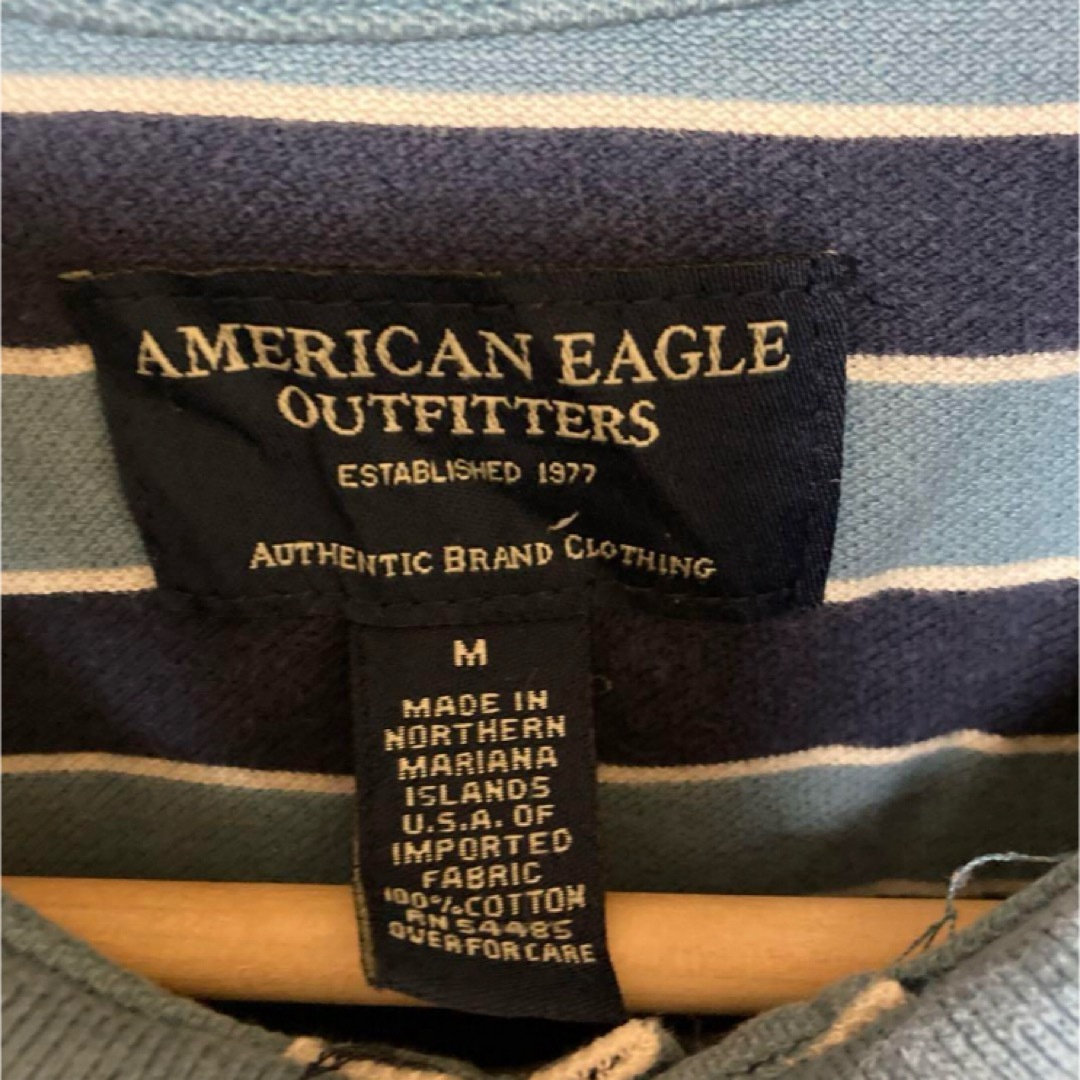 AMERICAN EAGLE
OUTFITTERS
ESTABLISHED 1977
AUTHENTIC BRAND CLOTHING
M
MADE IN
NORTHERN
MARIANA
ISLANDS
U.S.A. OF
IMPORTED
FABRIC
100% COTTON
RN 54485
OVER FOR CARE